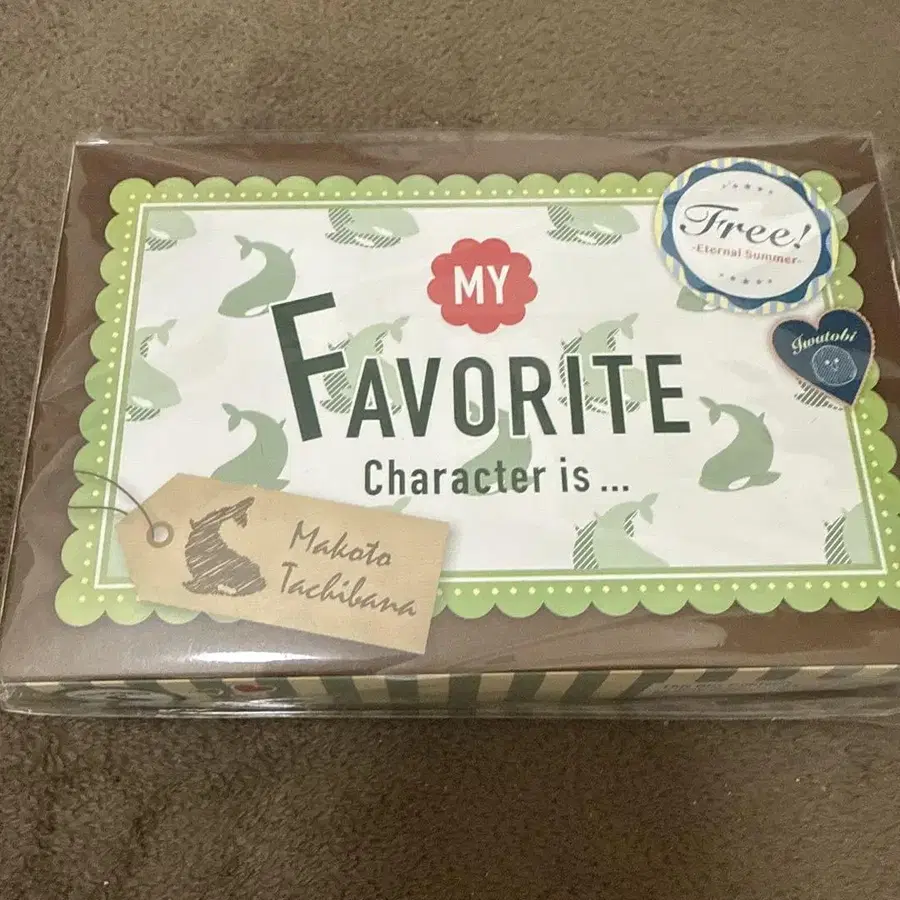 MY
FAVORITE
Character is ...
Free!
-Eternal Summer-
Iwatobi
Makoto
Tachibana